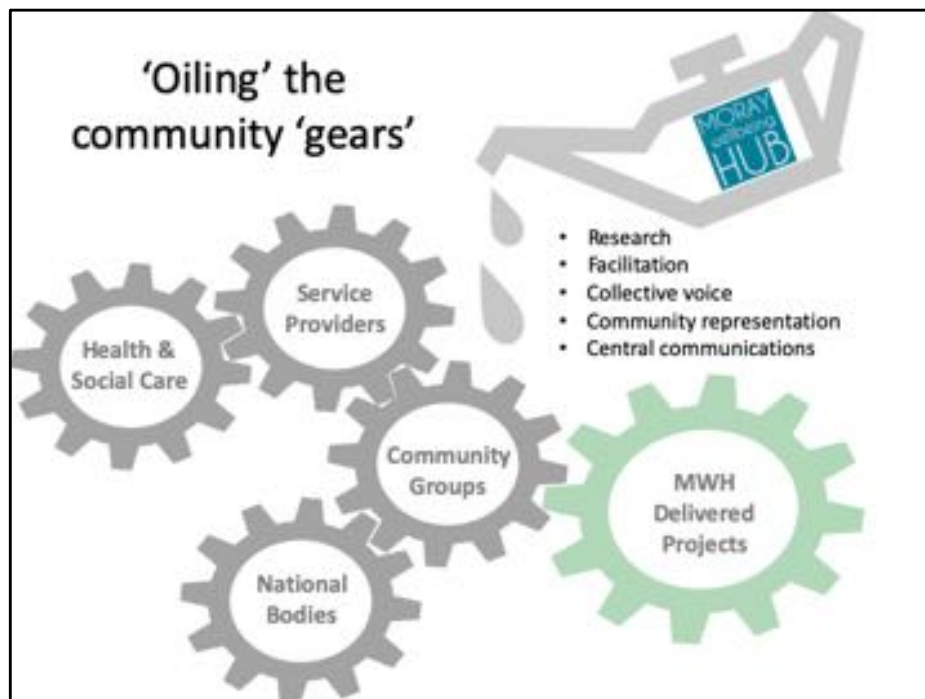 ‘Oiling’ the
community ‘gears’
MORAY
wellbeing
HUB
• Research
• Facilitation
• Collective voice
• Community representation
• Central communications
Service
Providers
Health &
Social Care
Community
Groups
MWH
Delivered
Projects
National
Bodies